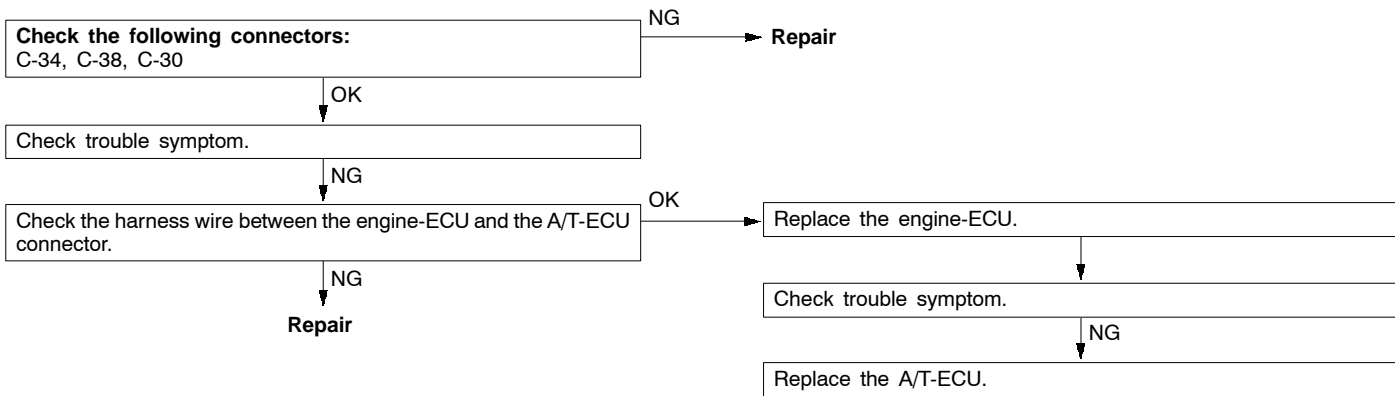 Check the following connectors:
C-34, C-38, C-30
NG
Repair
OK
Check trouble symptom.
NG
Check the harness wire between the engine-ECU and the A/T-ECU
connector.
OK
NG
Repair
Replace the engine-ECU.
Check trouble symptom.
NG
Replace the A/T-ECU.